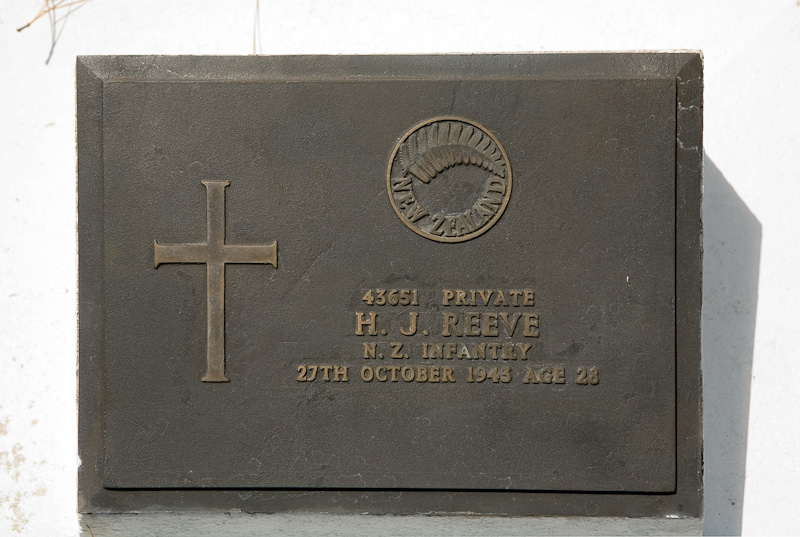 NEW ZEALAND
43651 PRIVATE
H. J. REEVE
N. Z. INFANTRY
27TH OCTOBER 1943 AGE 28